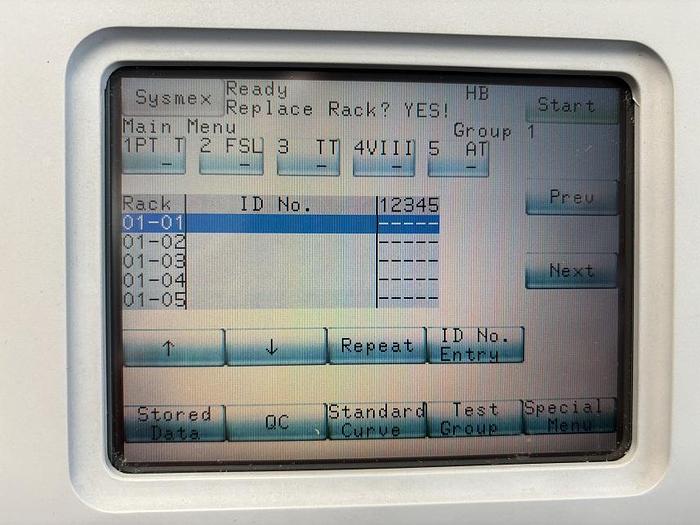 Sysmex
Ready
HB
Replace Rack? YES!
Start
Main Menu
Group 1
1PT T 2 FSL 3 TT 4VIII 5 AT
- - - - -
Prev
Rack ID No. 12345
01-01 -----
01-02 -----
01-03 -----
01-04 -----
01-05 -----
Next
↑ ↓ Repeat ID No. Entry
Stored Data QC Standard Curve Test Group Special Menu